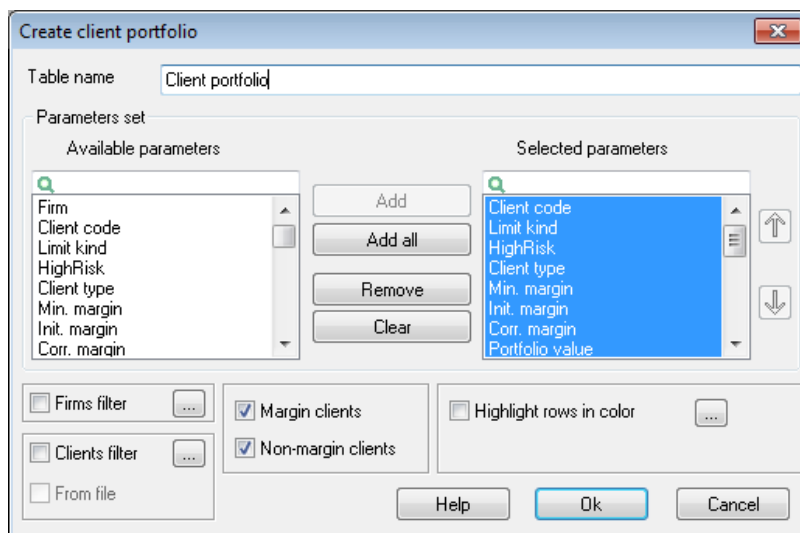 Create client portfolio
Table name
Client portfolio
Parameters set
Available parameters
Selected parameters
Firm
Client code
Limit kind
HighRisk
Client type
Min. margin
Init. margin
Corr. margin
Add
Add all
Remove
Clear
Client code
Limit kind
HighRisk
Client type
Min. margin
Init. margin
Corr. margin
Portfolio value
Firms filter
...
Clients filter
...
From file
Margin clients
Non-margin clients
Highlight rows in color
...
Help
Ok
Cancel